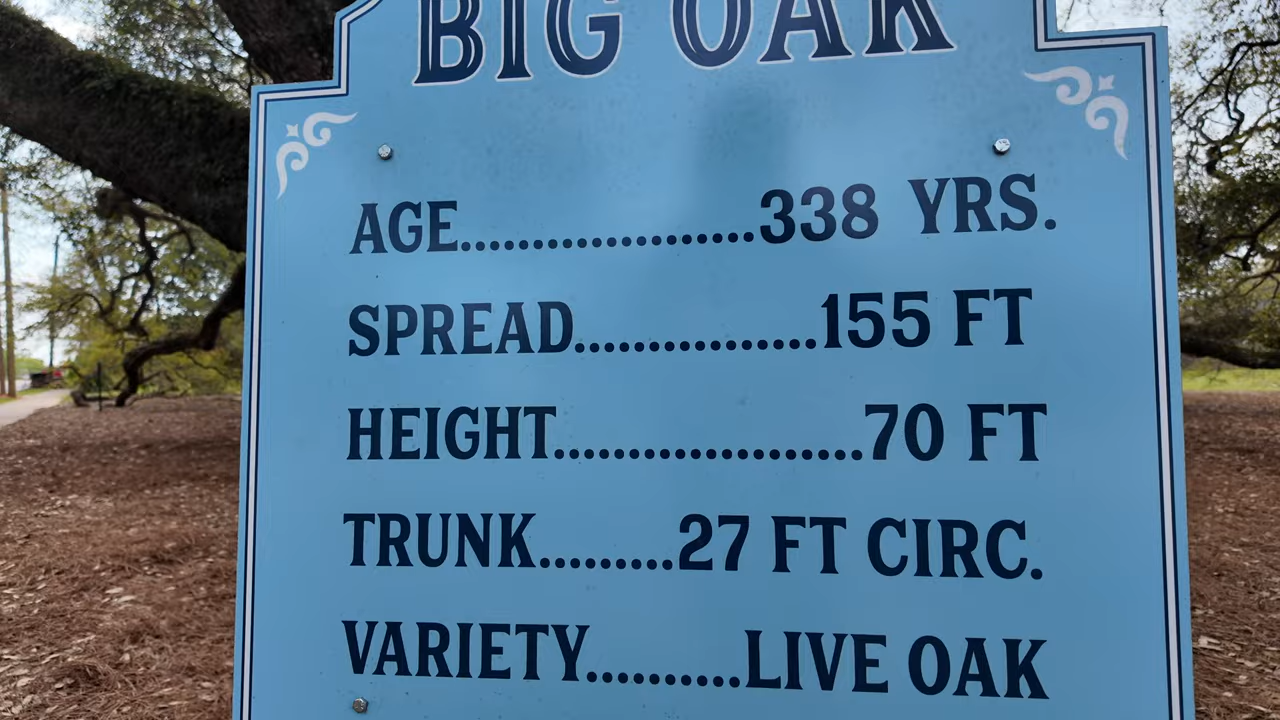 BIG OAK
AGE....................338 YRS.
SPREAD.................155 FT
HEIGHT.....................70 FT
TRUNK.........27 FT CIRC.
VARIETY..........LIVE OAK